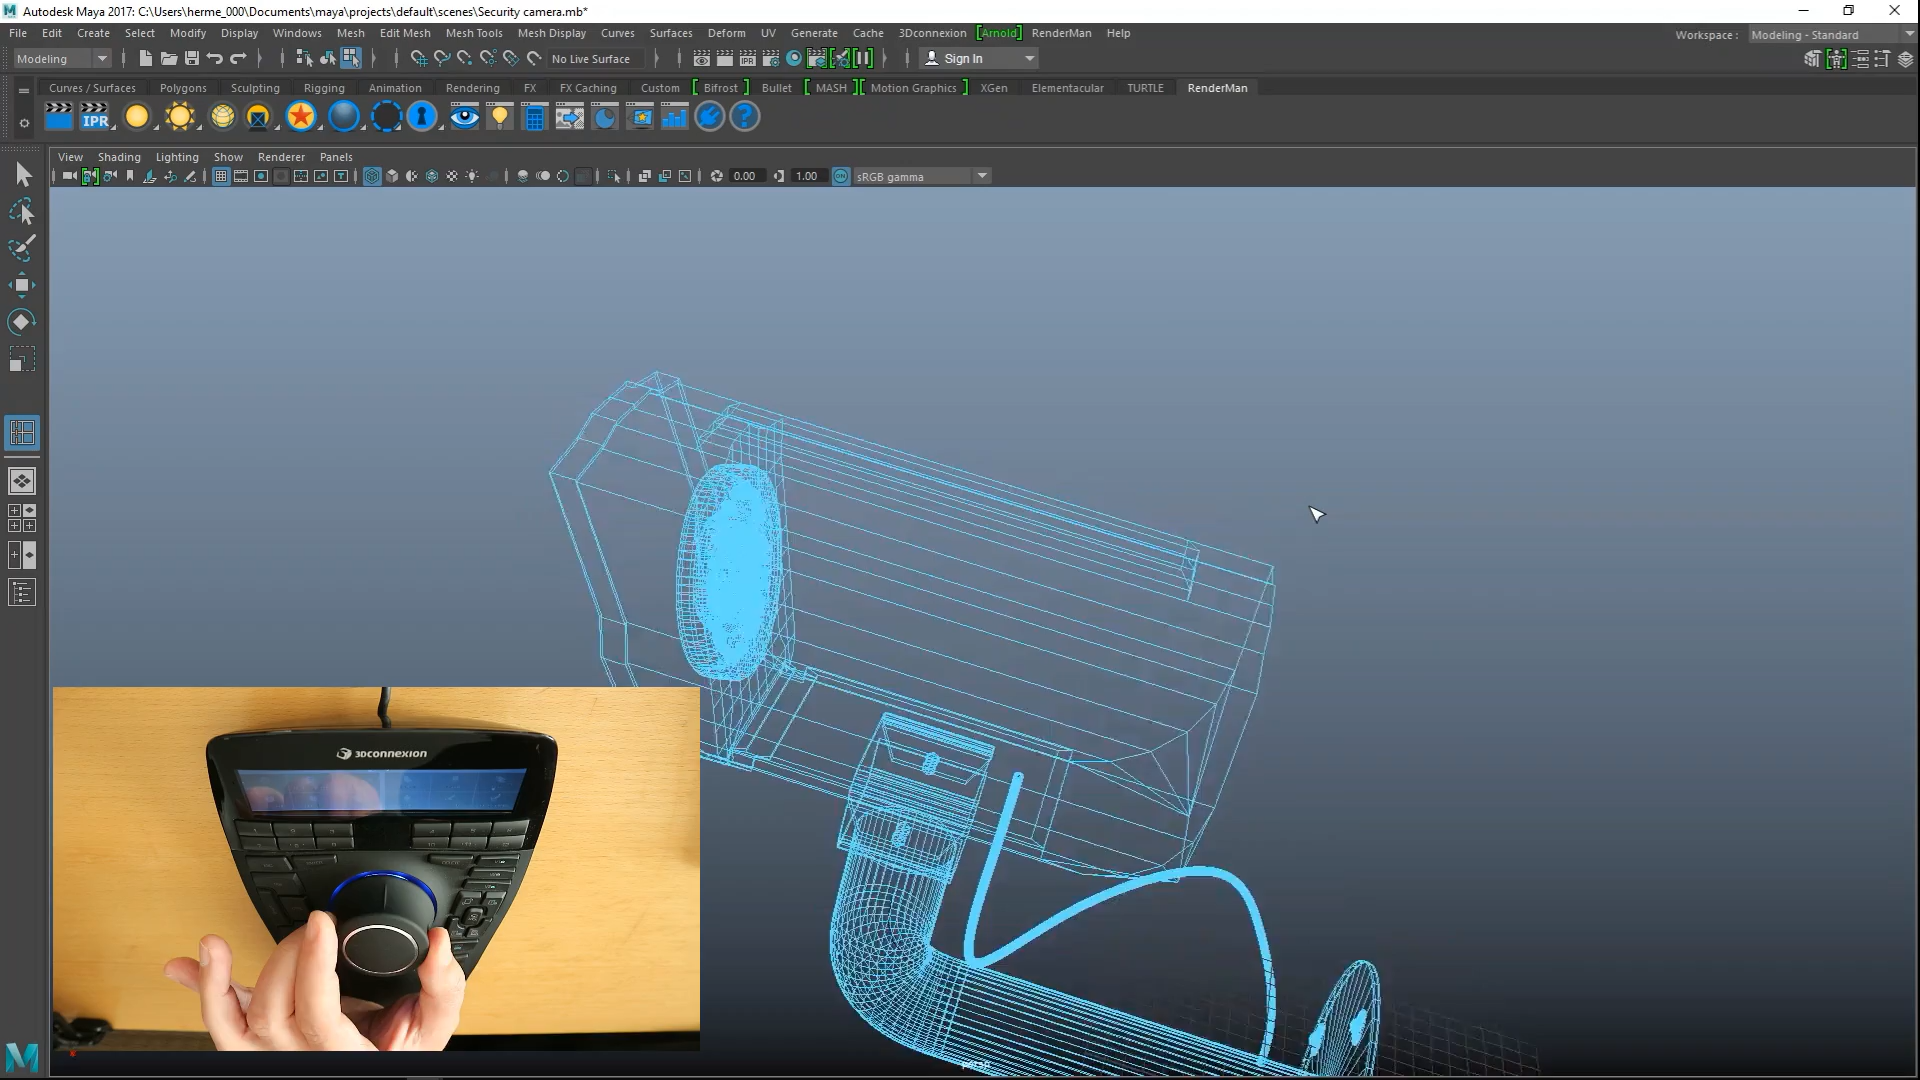 Autodesk Maya 2017: C:\Users\herme_000\Documents\maya\projects\default\scenes\Security camera.mb*
File Edit Create Select Modify Display Windows Mesh Edit Mesh Mesh Tools Mesh Display Curves Surfaces Deform UV Generate Cache 3Dconnexion [Arnold] RenderMan Help
Workspace : Modeling - Standard
Modeling No Live Surface IPR Sign In
Curves / Surfaces Polygons Sculpting Rigging Animation Rendering FX FX Caching Custom [ Bifrost ] Bullet [ MASH ] [ Motion Graphics ] XGen Elementacular TURTLE RenderMan
IPR
View Shading Lighting Show Renderer Panels
0.00 1.00 ON sRGB gamma
3Dconnexion
persp
M